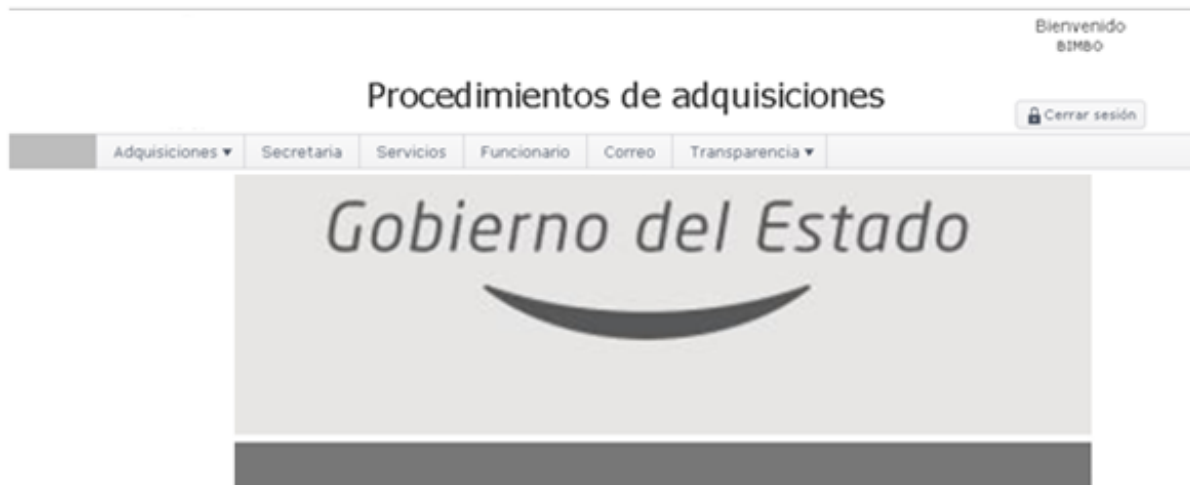 Bienvenido
BIMBO
Procedimientos de adquisiciones
Cerrar sesión
Adquisiciones ▾ Secretaria Servicios Funcionario Correo Transparencia ▾
Gobierno del Estado